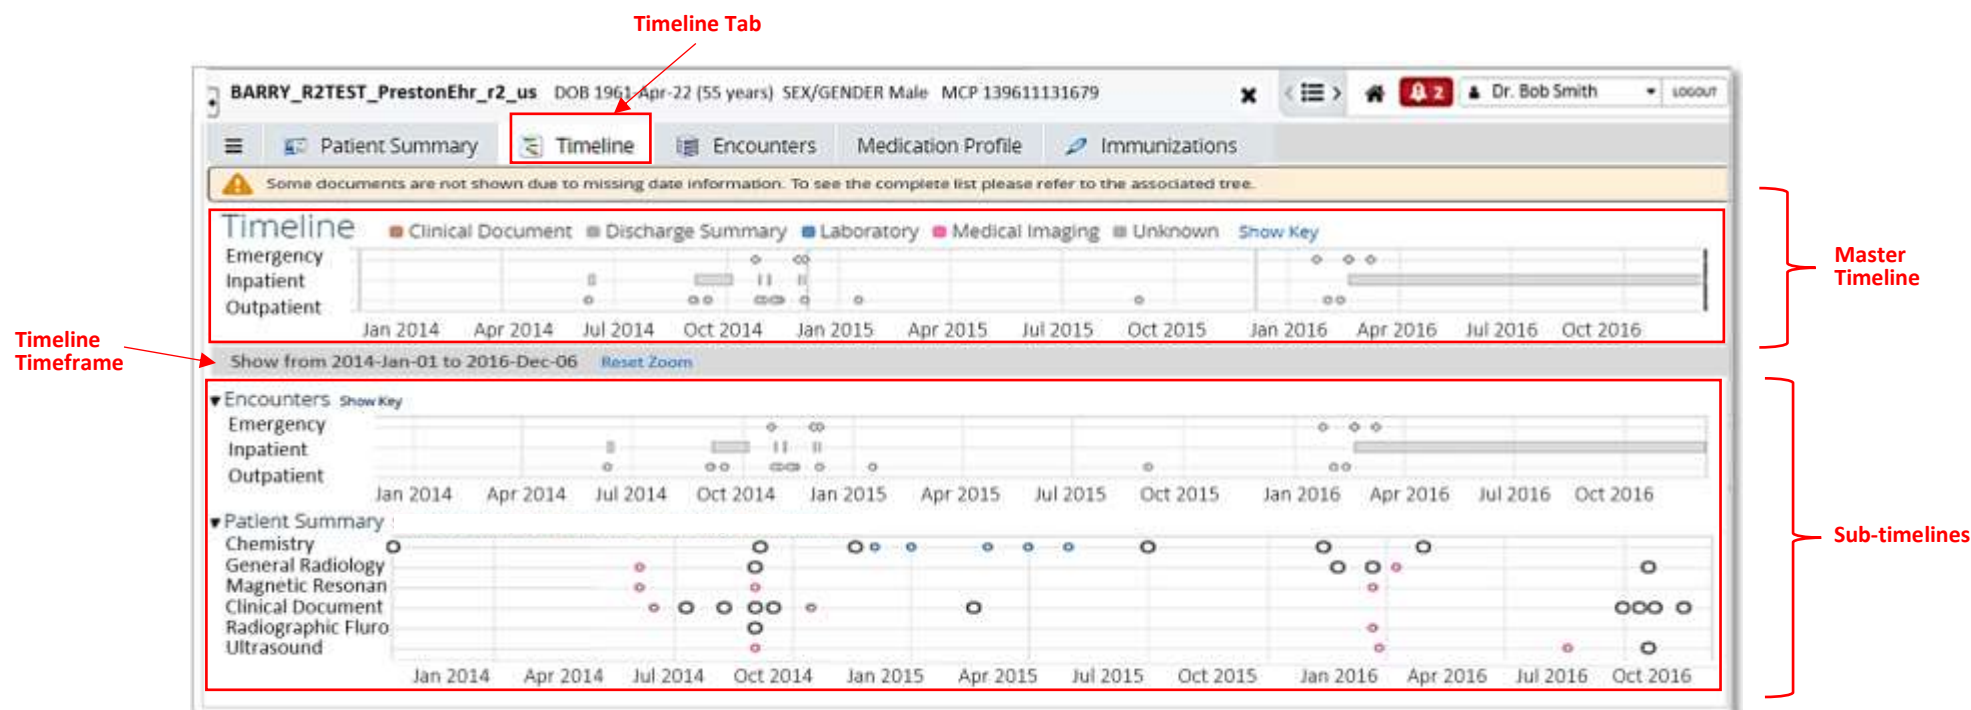 Timeline Tab
BARRY_R2TEST_PrestonEhr_r2_us DOB 1961-Apr-22 (55 years) SEX/GENDER Male MCP 139611131679
2 Dr. Bob Smith LOGOUT
Patient Summary Timeline Encounters Medication Profile Immunizations
Some documents are not shown due to missing date information. To see the complete list please refer to the associated tree.
Timeline Clinical Document Discharge Summary Laboratory Medical Imaging Unknown Show Key
Emergency
Inpatient
Outpatient
Jan 2014 Apr 2014 Jul 2014 Oct 2014 Jan 2015 Apr 2015 Jul 2015 Oct 2015 Jan 2016 Apr 2016 Jul 2016 Oct 2016
Master
Timeline
Timeline
Timeframe
Show from 2014-Jan-01 to 2016-Dec-06 Reset Zoom
Encounters Show Key
Emergency
Inpatient
Outpatient
Jan 2014 Apr 2014 Jul 2014 Oct 2014 Jan 2015 Apr 2015 Jul 2015 Oct 2015 Jan 2016 Apr 2016 Jul 2016 Oct 2016
Patient Summary
Chemistry
General Radiology
Magnetic Resonan
Clinical Document
Radiographic Fluro
Ultrasound
Jan 2014 Apr 2014 Jul 2014 Oct 2014 Jan 2015 Apr 2015 Jul 2015 Oct 2015 Jan 2016 Apr 2016 Jul 2016 Oct 2016
Sub-timelines